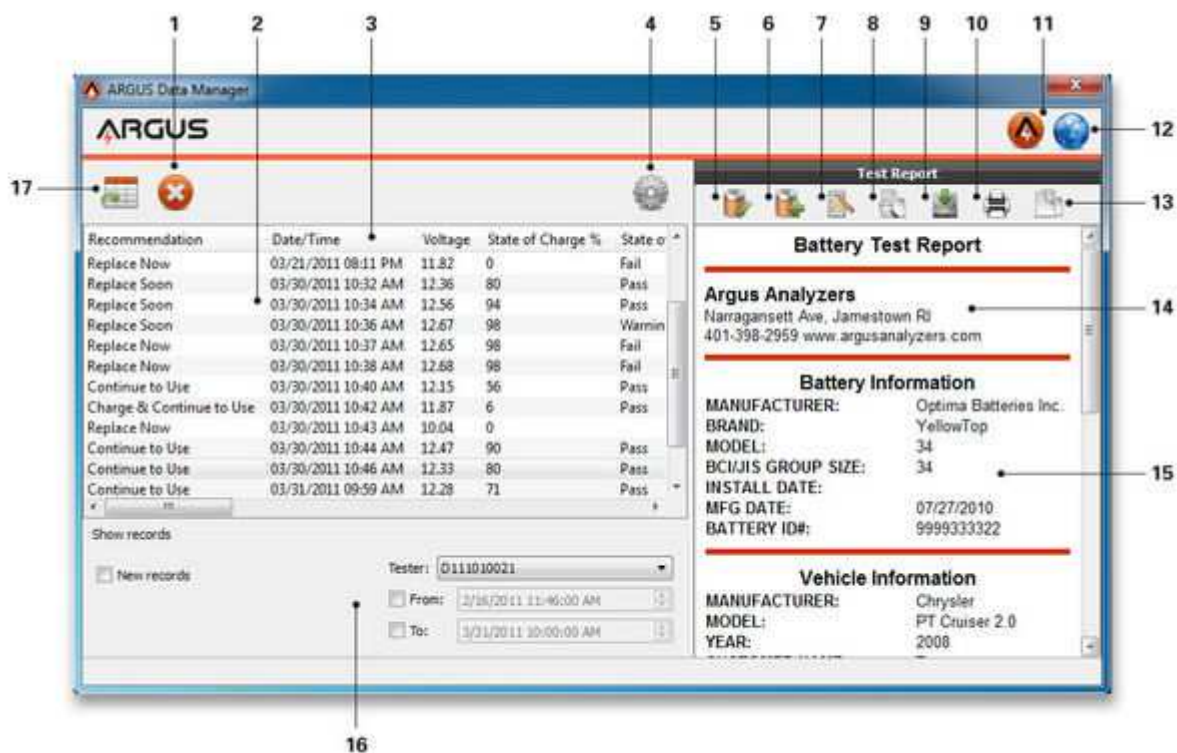 1 2 3 4 5 6 7 8 9 10 11
ARGUS Data Manager
ARGUS
12
17
Test Report
13
Recommendation Date/Time Voltage State of Charge % State o
Replace Now 03/21/2011 08:11 PM 11.82 0 Fail
Replace Soon 03/30/2011 10:32 AM 12.36 80 Pass
Replace Soon 03/30/2011 10:34 AM 12.56 94 Pass
Replace Soon 03/30/2011 10:36 AM 12.67 98 Warnin
Replace Now 03/30/2011 10:37 AM 12.65 98 Fail
Replace Now 03/30/2011 10:38 AM 12.68 98 Fail
Continue to Use 03/30/2011 10:40 AM 12.15 56 Pass
Charge & Continue to Use 03/30/2011 10:42 AM 11.87 6 Pass
Replace Now 03/30/2011 10:43 AM 10.04 0
Continue to Use 03/30/2011 10:44 AM 12.47 90 Pass
Continue to Use 03/30/2011 10:46 AM 12.33 80 Pass
Continue to Use 03/31/2011 09:59 AM 12.28 71 Pass
Show records
New records
Tester: D111010021
From: 2/16/2011 11:46:00 AM
To: 3/31/2011 10:00:00 AM
Battery Test Report
Argus Analyzers
Narragansett Ave, Jamestown RI
401-398-2959 www.argusanalyzers.com
14
Battery Information
MANUFACTURER: Optima Batteries Inc.
BRAND: YellowTop
MODEL: 34
BCI/JIS GROUP SIZE: 34
INSTALL DATE:
MFG DATE: 07/27/2010
BATTERY ID#: 9999333322
15
Vehicle Information
MANUFACTURER: Chrysler
MODEL: PT Cruiser 2.0
YEAR: 2008
16